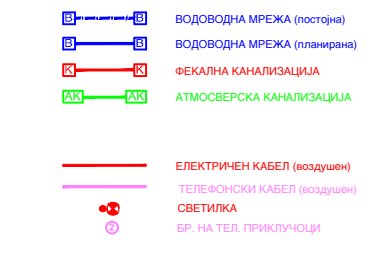 В В ВОДОВОДНА МРЕЖА (постојна)
В В ВОДОВОДНА МРЕЖА (планирана)
К К ФЕКАЛНА КАНАЛИЗАЦИЈА
АК АК АТМОСВЕРСКА КАНАЛИЗАЦИЈА
ЕЛЕКТРИЧЕН КАБЕЛ (воздушен)
ТЕЛЕФОНСКИ КАБЕЛ (воздушен)
СВЕТИЛКА
2 БР. НА ТЕЛ. ПРИКЛУЧОЦИ